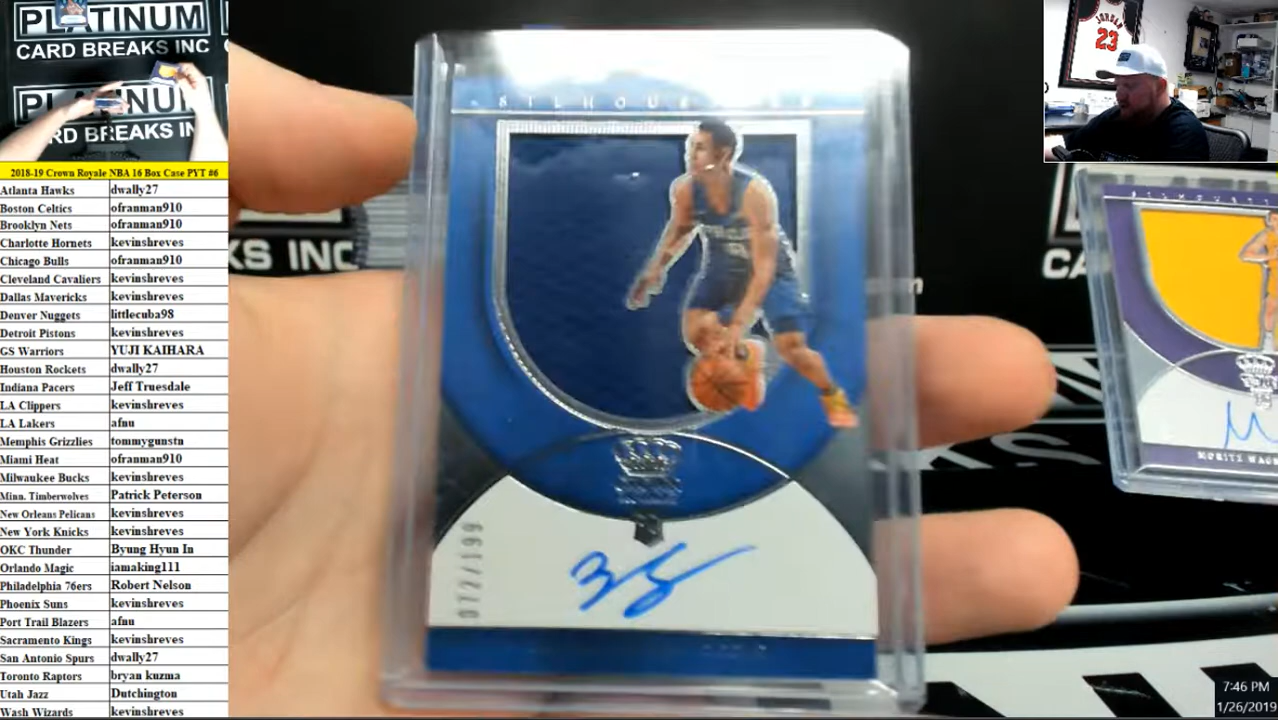 PLATINUM
CARD BREAKS INC
2018-19 Crown Royale NBA 16 Box Case PYT #6
Atlanta Hawks dwally27
Boston Celtics ofranman910
Brooklyn Nets ofranman910
Charlotte Hornets kevinshreves
Chicago Bulls ofranman910
Cleveland Cavaliers kevinshreves
Dallas Mavericks kevinshreves
Denver Nuggets littlecuba98
Detroit Pistons kevinshreves
GS Warriors YUJI KAIHARA
Houston Rockets dwally27
Indiana Pacers Jeff Truesdale
LA Clippers kevinshreves
LA Lakers afnu
Memphis Grizzlies tommygunstn
Miami Heat ofranman910
Milwaukee Bucks kevinshreves
Minn. Timberwolves Patrick Peterson
New Orleans Pelicans kevinshreves
New York Knicks kevinshreves
OKC Thunder Byung Hyun In
Orlando Magic iamaking111
Philadelphia 76ers Robert Nelson
Phoenix Suns kevinshreves
Port Trail Blazers afnu
Sacramento Kings kevinshreves
San Antonio Spurs dwally27
Toronto Raptors bryan kuzma
Utah Jazz Dutchington
Wash Wizards kevinshreves
KS INC
072/199
JORDAN
23
MORITZ WAG
7:46 PM
1/26/2019